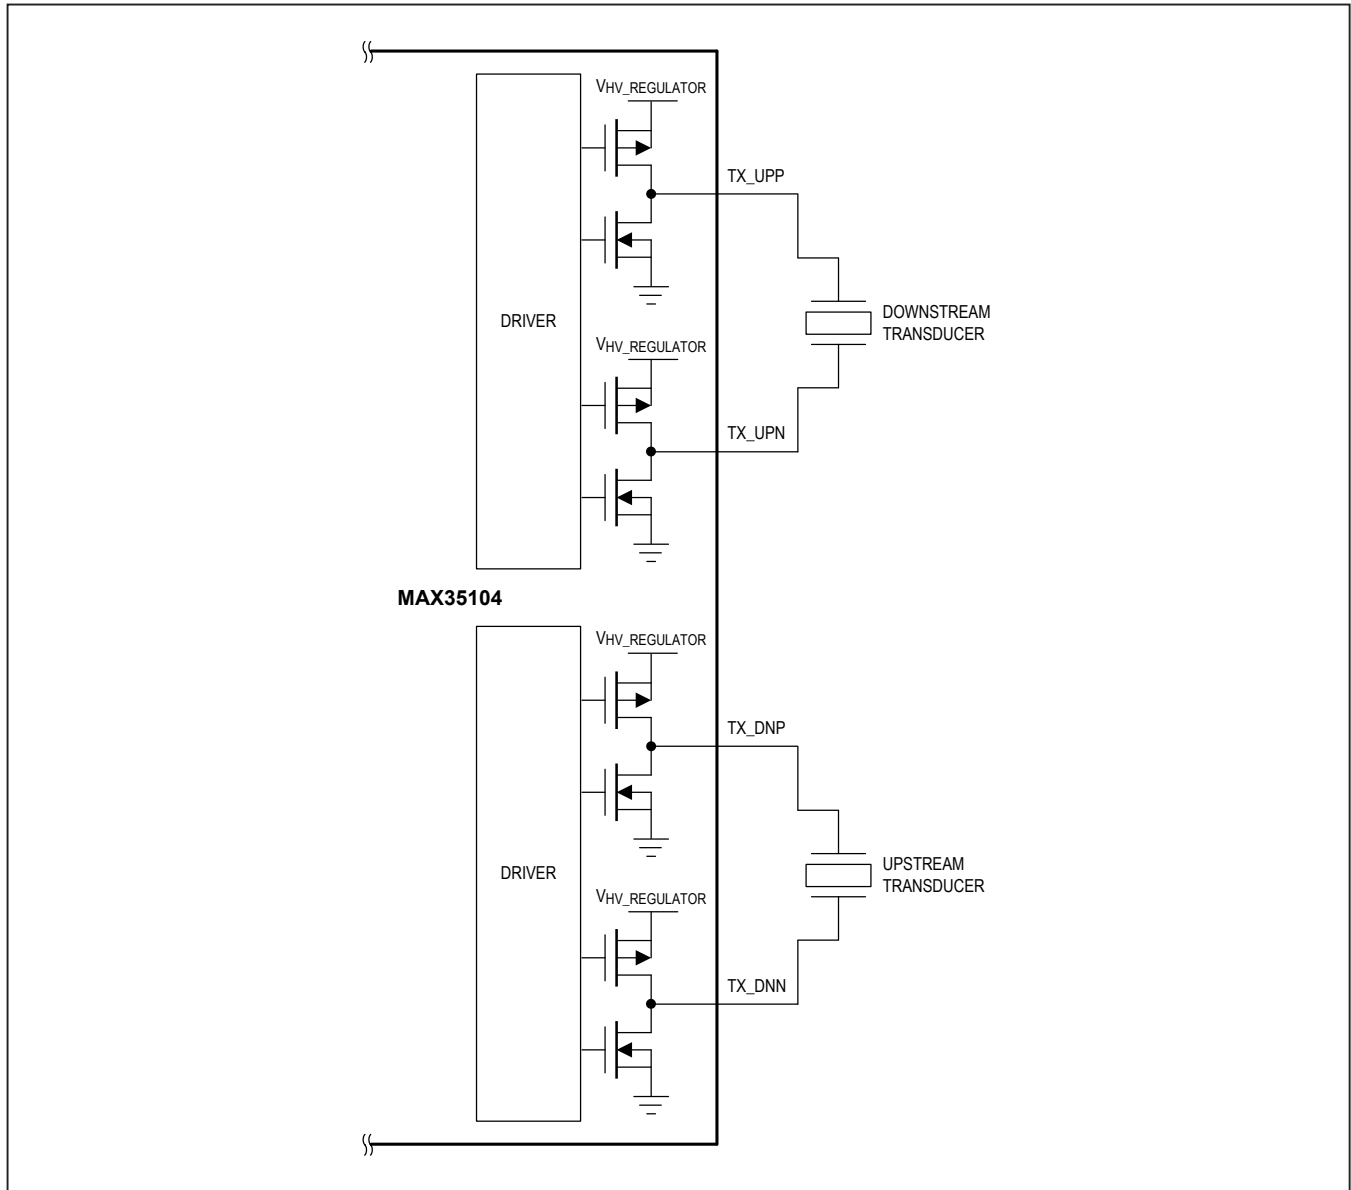 VHV_REGULATOR
TX_UPP
DRIVER
DOWNSTREAM
TRANSDUCER
VHV_REGULATOR
TX_UPN
MAX35104
VHV_REGULATOR
TX_DNP
DRIVER
UPSTREAM
TRANSDUCER
VHV_REGULATOR
TX_DNN